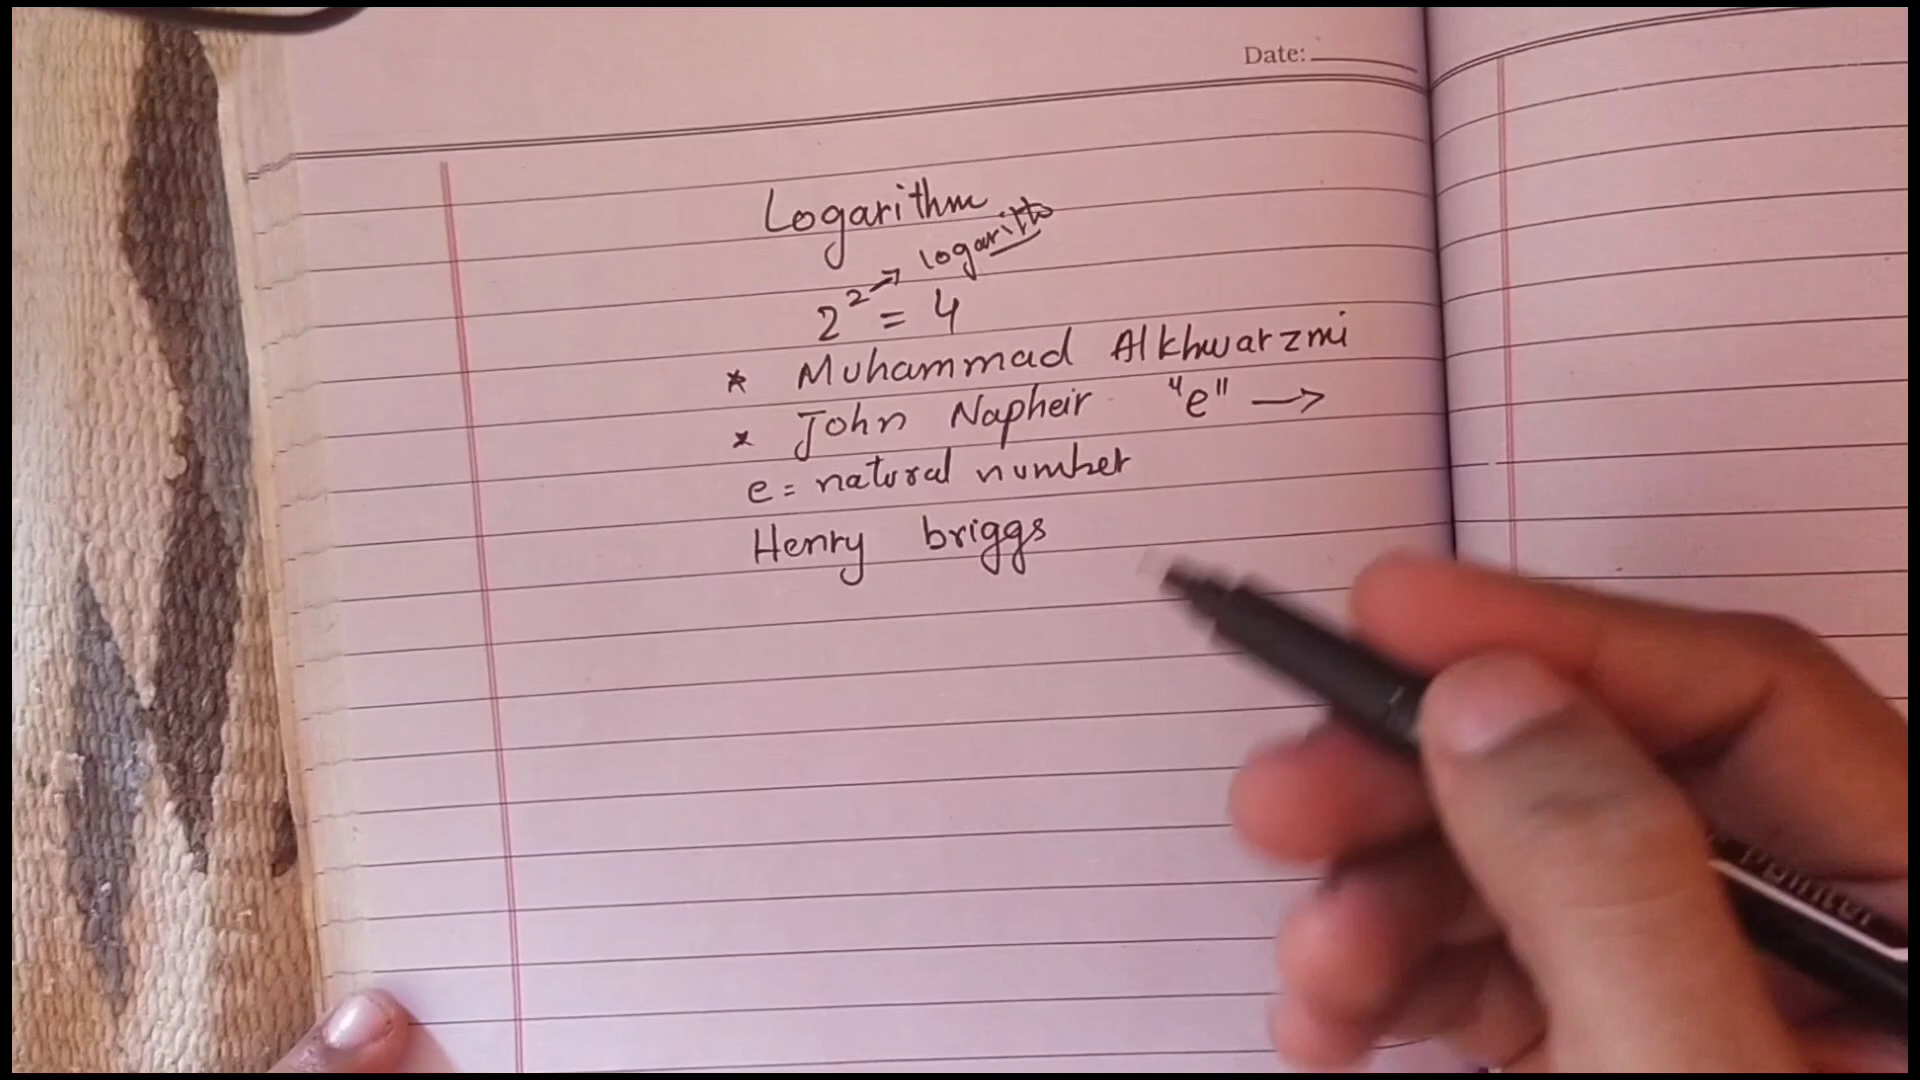 Date:
Logarithm
2² = 4 → logarithm
* Muhammad Alkhwarzmi
* John Napheir "e" →
e = natural number
Henry briggs